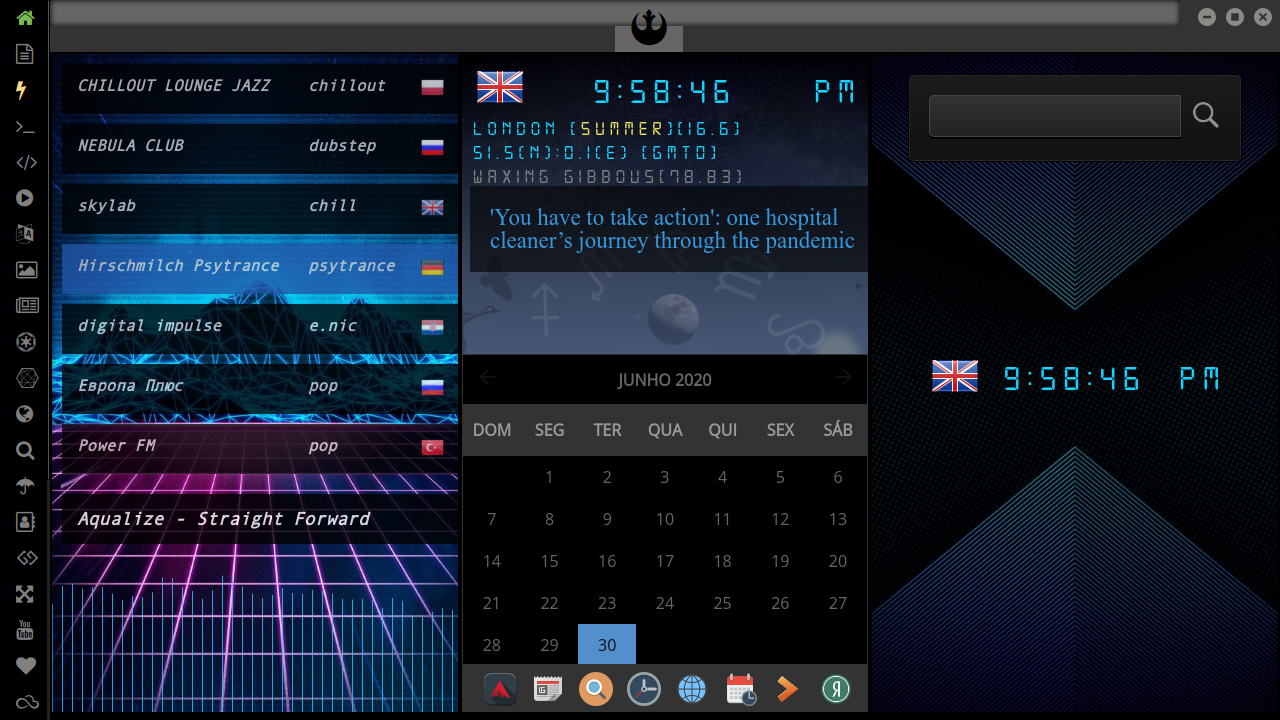 CHILLOUT LOUNGE JAZZ chillout
NEBULA CLUB dubstep
skylab chill
Hirschmilch Psytrance psytrance
digital impulse e.nic
Европа Плюс pop
Power FM pop
Aqualize - Straight Forward
9:58:46 PM
LONDON [SUMMER][16.6]
51.5(N):0.1(E) [GMT0]
WAXING GIBBOUS[78.83]
'You have to take action': one hospital
cleaner’s journey through the pandemic
JUNHO 2020
DOM SEG TER QUA QUI SEX SÁB
1 2 3 4 5 6
7 8 9 10 11 12 13
14 15 16 17 18 19 20
21 22 23 24 25 26 27
28 29 30
Я
9:58:46 PM
You
Tube